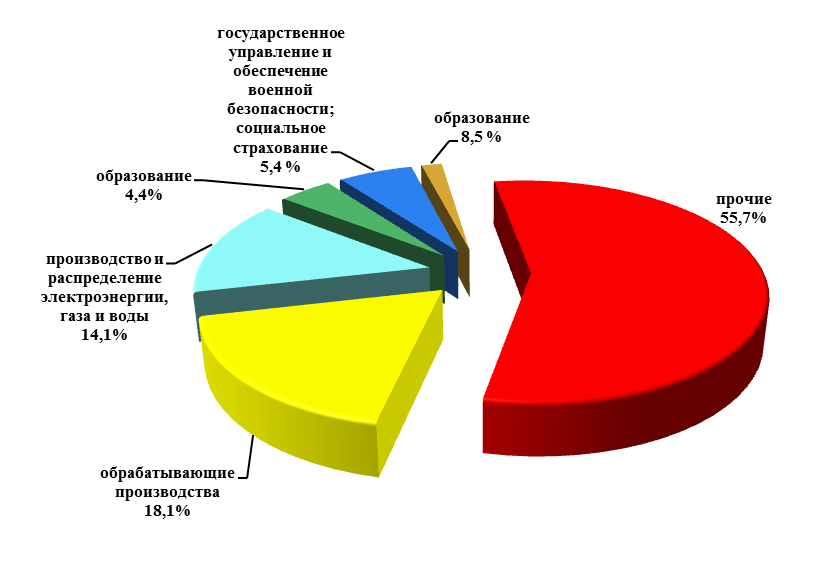 государственное
управление и
обеспечение
военной
безопасности;
социальное
страхование
5,4 %
образование
8,5 %
образование
4,4%
прочие
55,7%
производство и
распределение
электроэнергии,
газа и воды
14,1%
обрабатывающие
производства
18,1%